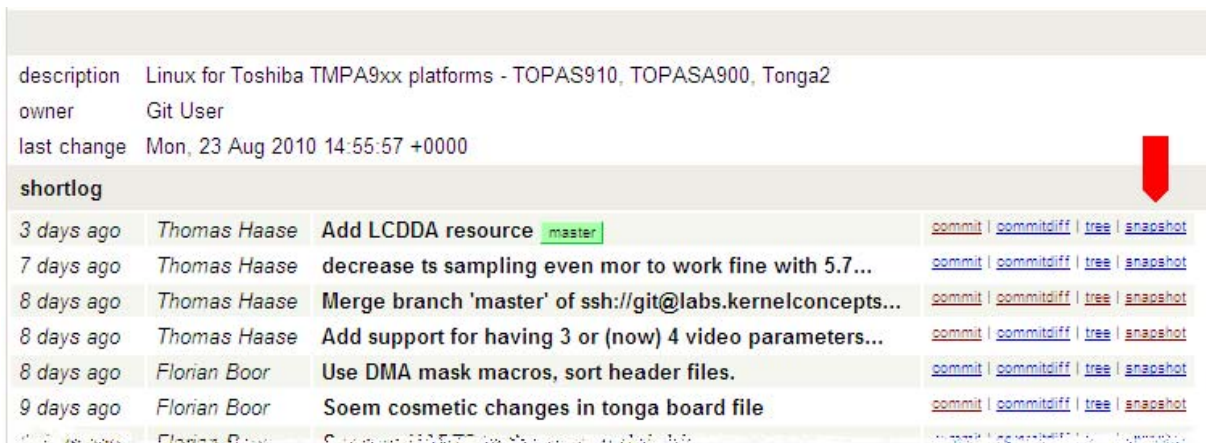 description Linux for Toshiba TMPA9xx platforms - TOPAS910, TOPASA900, Tonga2
owner Git User
last change Mon, 23 Aug 2010 14:55:57 +0000
shortlog
3 days ago Thomas Haase Add LCDDA resource master commit | commitdiff | tree | snapshot
7 days ago Thomas Haase decrease ts sampling even mor to work fine with 5.7... commit | commitdiff | tree | snapshot
8 days ago Thomas Haase Merge branch 'master' of ssh://git@labs.kernelconcepts... commit | commitdiff | tree | snapshot
8 days ago Thomas Haase Add support for having 3 or (now) 4 video parameters... commit | commitdiff | tree | snapshot
8 days ago Florian Boor Use DMA mask macros, sort header files. commit | commitdiff | tree | snapshot
9 days ago Florian Boor Soem cosmetic changes in tonga board file commit | commitdiff | tree | snapshot